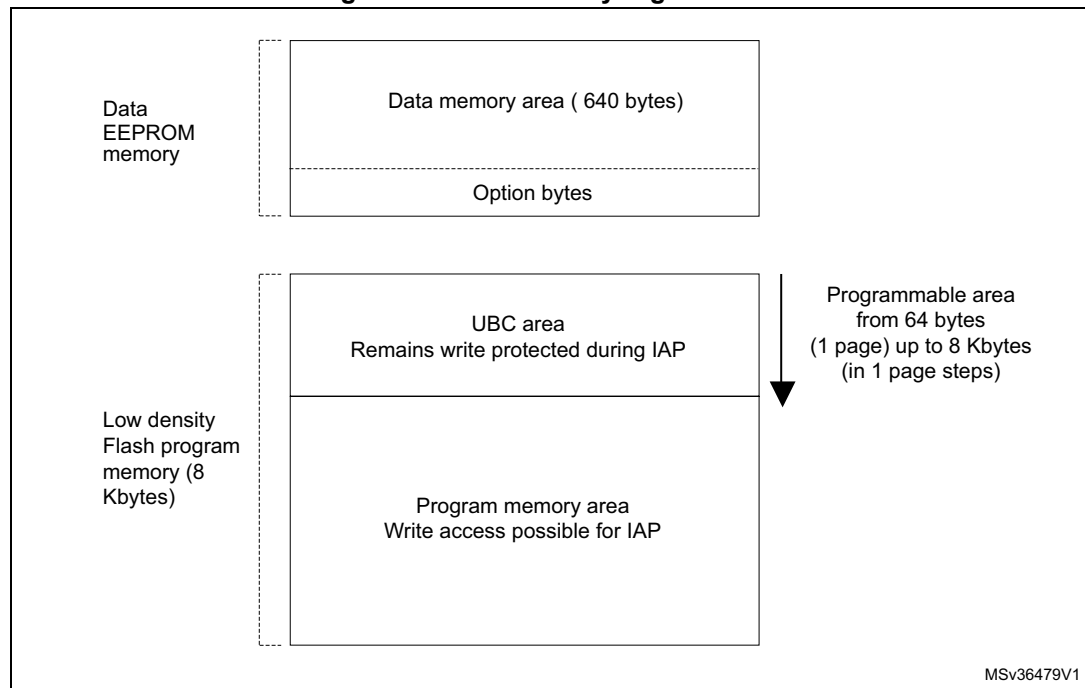 Data memory area ( 640 bytes)
Data
EEPROM
memory
Option bytes
Programmable area
from 64 bytes
(1 page) up to 8 Kbytes
(in 1 page steps)
UBC area
Remains write protected during IAP
Low density
Flash program
memory (8
Kbytes)
Program memory area
Write access possible for IAP
MSv36479V1